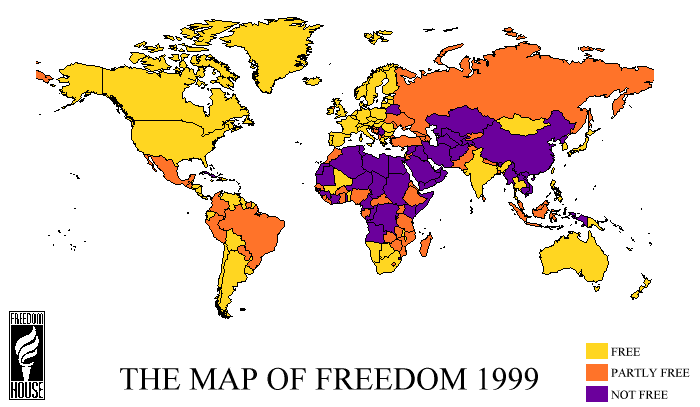 FREEDOM
HOUSE
THE MAP OF FREEDOM 1999
FREE
PARTLY FREE
NOT FREE